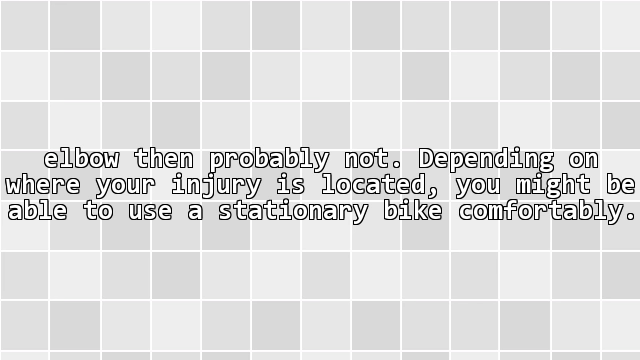 elbow then probably not. Depending on
where your injury is located, you might be
able to use a stationary bike comfortably.